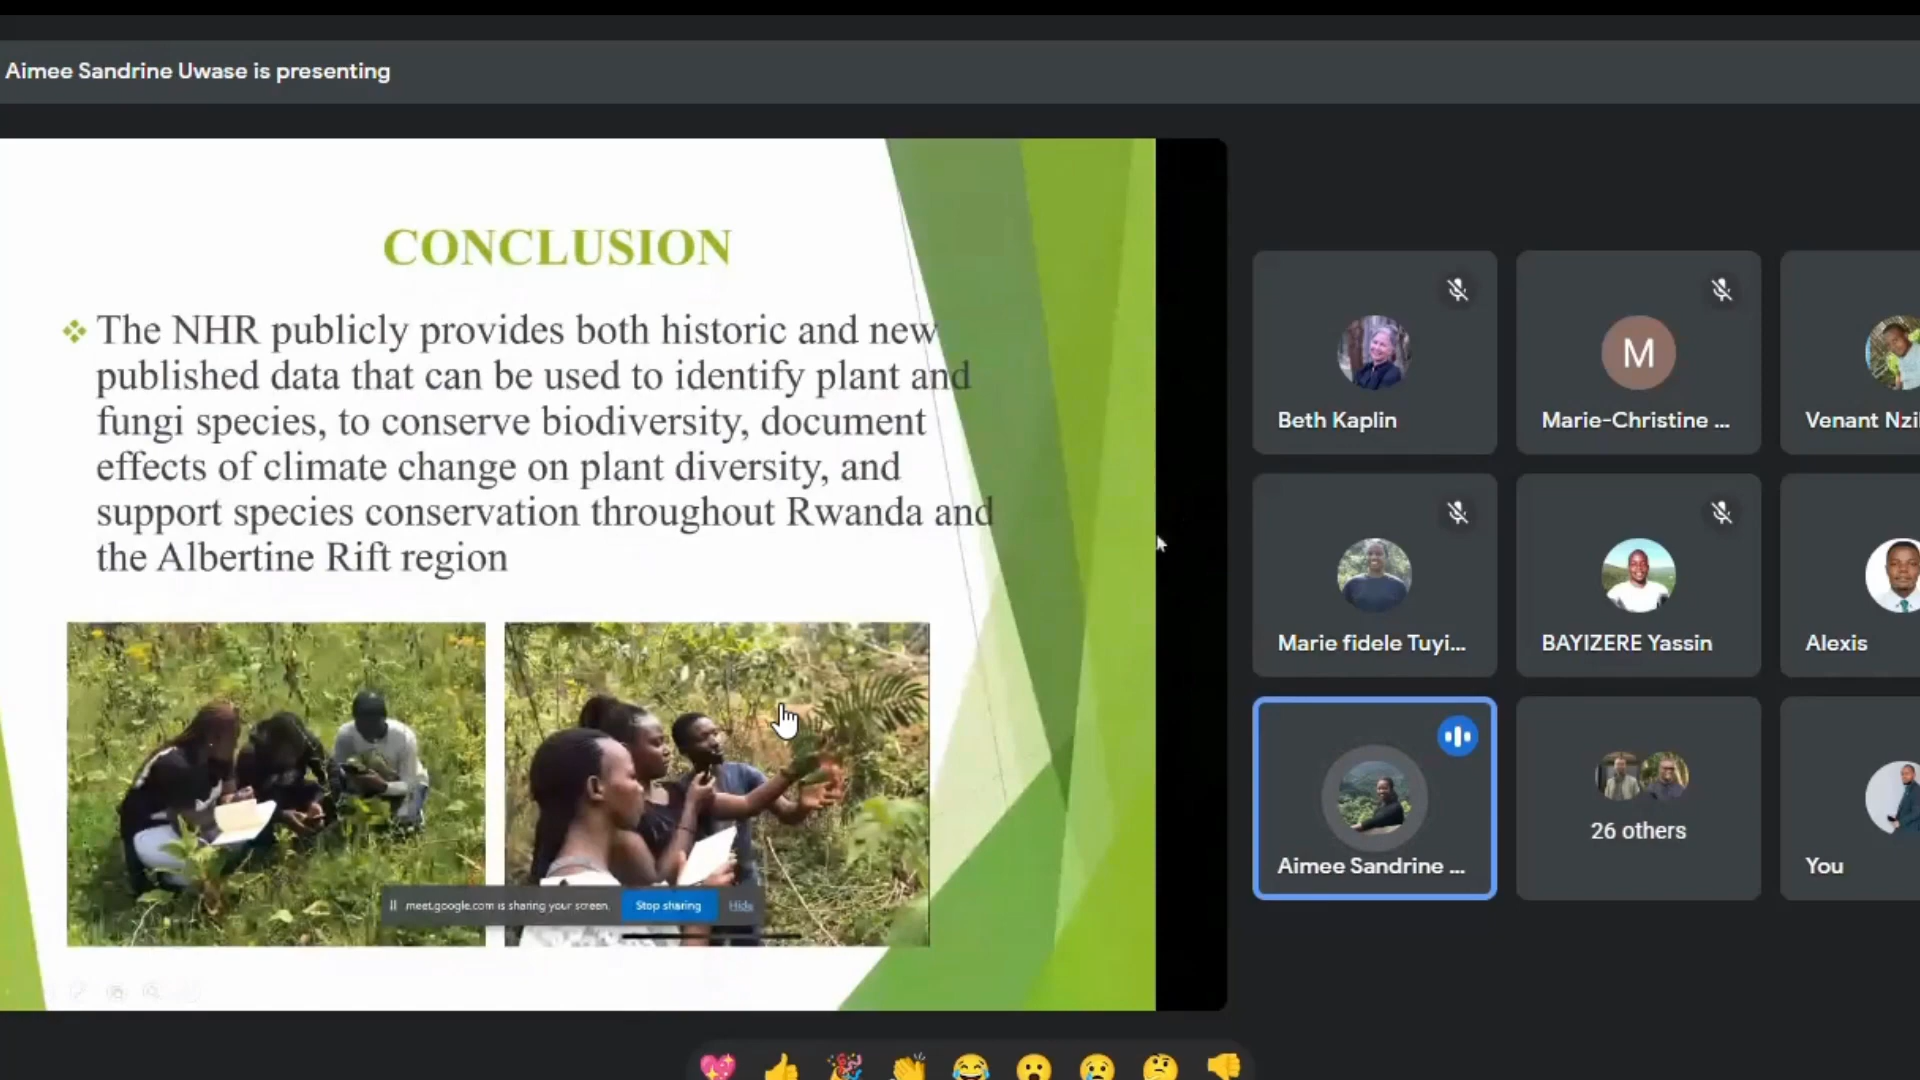 Aimee Sandrine Uwase is presenting
CONCLUSION
The NHR publicly provides both historic and new
published data that can be used to identify plant and
fungi species, to conserve biodiversity, document
effects of climate change on plant diversity, and
support species conservation throughout Rwanda and
the Albertine Rift region
meet.google.com is sharing your screen.
Stop sharing
Hide
Beth Kaplin
M
Marie-Christine ...
Venant Nzi
Marie fidele Tuyi...
BAYIZERE Yassin
Alexis
Aimee Sandrine ...
26 others
You